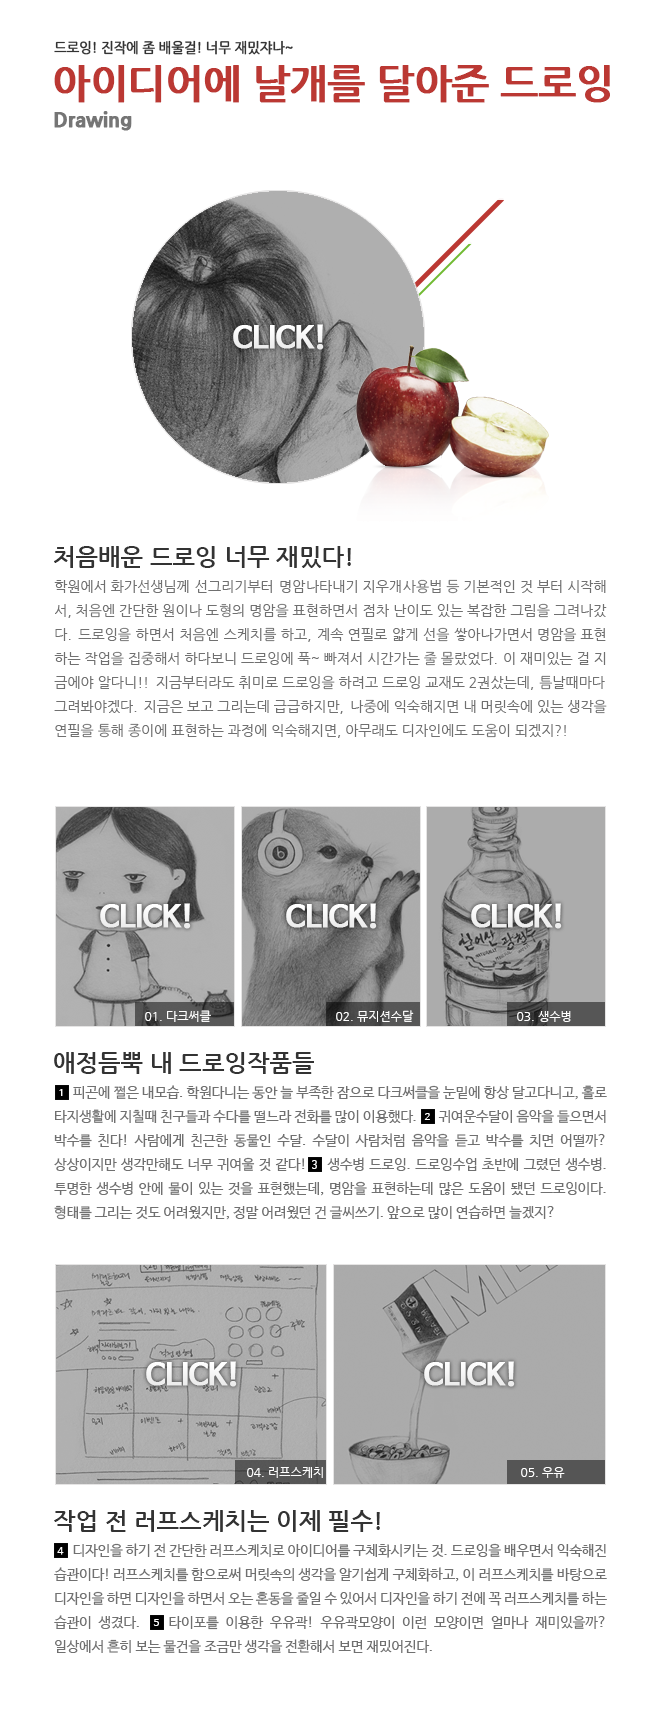 드로잉! 진작에 좀 배울걸! 너무 재밌쟈나~
아이디어에 날개를 달아준 드로잉
Drawing
CLICK!
처음배운 드로잉 너무 재밌다!
학원에서 화가선생님께 선그리기부터 명암나타내기 지우개사용법 등 기본적인 것 부터 시작해
서, 처음엔 간단한 원이나 도형의 명암을 표현하면서 점차 난이도 있는 복잡한 그림을 그려나갔
다. 드로잉을 하면서 처음엔 스케치를 하고, 계속 연필로 얇게 선을 쌓아나가면서 명암을 표현
하는 작업을 집중해서 하다보니 드로잉에 푹~ 빠져서 시간가는 줄 몰랐었다. 이 재미있는 걸 지
금에야 알다니!! 지금부터라도 취미로 드로잉을 하려고 드로잉 교재도 2권샀는데, 틈날때마다
그려봐야겠다. 지금은 보고 그리는데 급급하지만, 나중에 익숙해지면 내 머릿속에 있는 생각을
연필을 통해 종이에 표현하는 과정에 익숙해지면, 아무래도 디자인에도 도움이 되겠지?!
CLICK!
01. 다크써클
CLICK!
02. 뮤지션수달
CLICK!
03. 생수병
애정듬뿍 내 드로잉작품들
1 피곤에 쩔은 내모습. 학원다니는 동안 늘 부족한 잠으로 다크써클을 눈밑에 항상 달고다니고, 홀로
타지생활에 지칠때 친구들과 수다를 떨느라 전화를 많이 이용했다. 2 귀여운수달이 음악을 들으면서
박수를 친다! 사람에게 친근한 동물인 수달. 수달이 사람처럼 음악을 듣고 박수를 치면 어떨까?
상상이지만 생각만해도 너무 귀여울 것 같다! 3 생수병 드로잉. 드로잉수업 초반에 그렸던 생수병.
투명한 생수병 안에 물이 있는 것을 표현했는데, 명암을 표현하는데 많은 도움이 됐던 드로잉이다.
형태를 그리는 것도 어려웠지만, 정말 어려웠던 건 글씨쓰기. 앞으로 많이 연습하면 늘겠지?
CLICK!
04. 러프스케치
MILK
CLICK!
05. 우유
작업 전 러프스케치는 이제 필수!
4 디자인을 하기 전 간단한 러프스케치로 아이디어를 구체화시키는 것. 드로잉을 배우면서 익숙해진
습관이다! 러프스케치를 함으로써 머릿속의 생각을 알기쉽게 구체화하고, 이 러프스케치를 바탕으로
디자인을 하면 디자인을 하면서 오는 혼동을 줄일 수 있어서 디자인을 하기 전에 꼭 러프스케치를 하는
습관이 생겼다. 5 타이포를 이용한 우유곽! 우유곽모양이 이런 모양이면 얼마나 재미있을까?
일상에서 흔히 보는 물건을 조금만 생각을 전환해서 보면 재밌어진다.